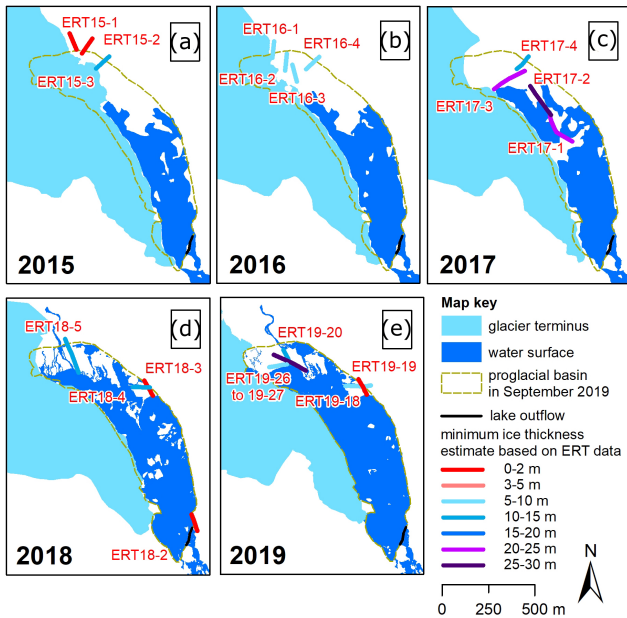 ERT15-1
ERT15-2
(a)
ERT15-3
2015
ERT16-1
ERT16-4
(b)
ERT16-2
ERT16-3
2016
(c)
ERT17-4
ERT17-2
ERT17-3
ERT17-1
2017
(d)
ERT18-5
ERT18-3
ERT18-4
ERT18-2
2018
(e)
ERT19-20
ERT19-19
ERT19-26
to 19-27
ERT19-18
2019
Map key
glacier terminus
water surface
proglacial basin
in September 2019
lake outflow
minimum ice thickness
estimate based on ERT data
0-2 m
3-5 m
5-10 m
10-15 m
15-20 m
20-25 m
25-30 m
N
0 250 500 m